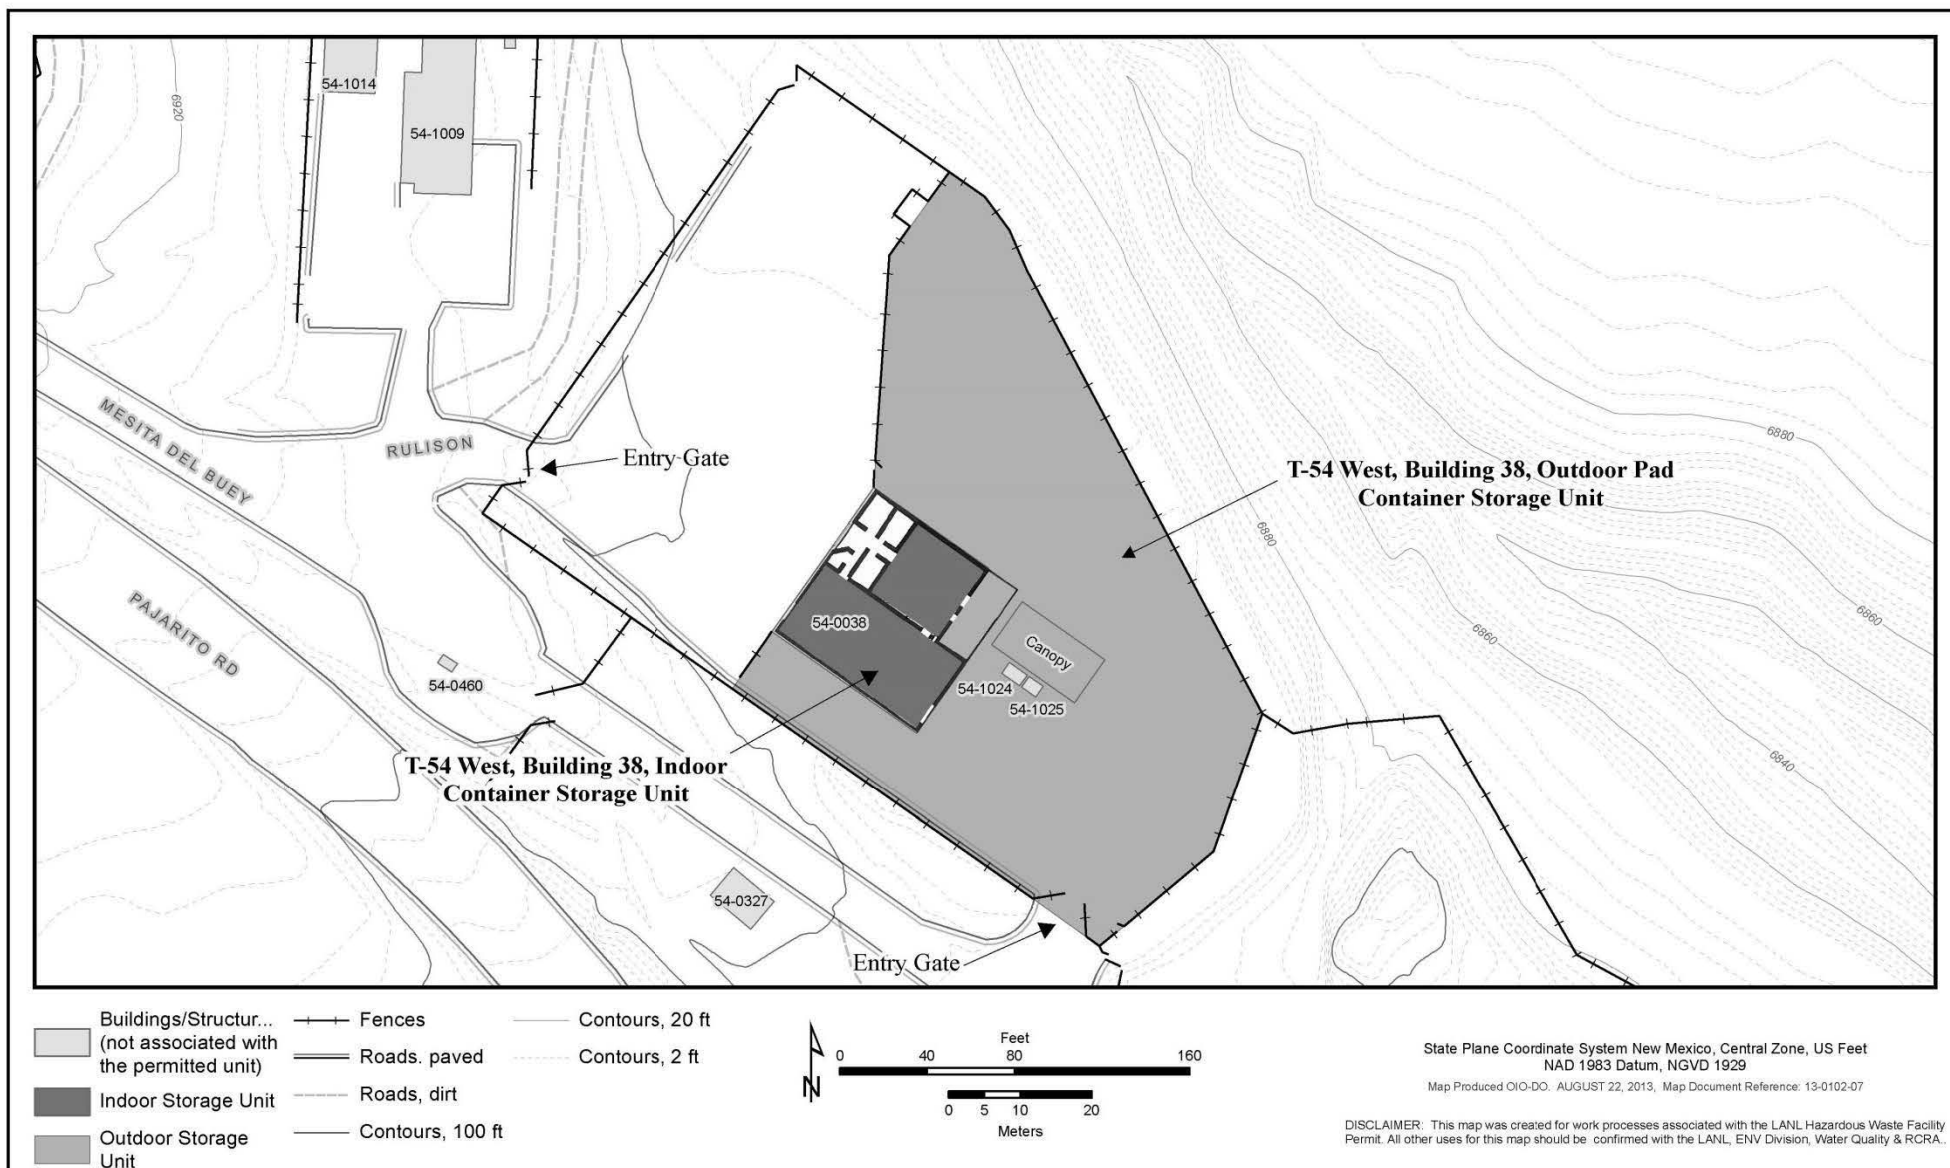 54-1014
6920
54-1009
MESITA DEL BUEY
RULISON
Entry Gate
6880
T-54 West, Building 38, Outdoor Pad
Container Storage Unit
6880
PAJARITO RD
54-0038
6860
6860
Canopy
54-0460
54-1024
54-1025
6840
T-54 West, Building 38, Indoor
Container Storage Unit
54-0327
Entry Gate
Buildings/Structur...
(not associated with
the permitted unit)
Indoor Storage Unit
Outdoor Storage
Unit
Fences
Roads. paved
Roads, dirt
Contours, 100 ft
Contours, 20 ft
Contours, 2 ft
N
Feet
0 40 80 160
0 5 10 20
Meters
State Plane Coordinate System New Mexico, Central Zone, US Feet
NAD 1983 Datum, NGVD 1929
Map Produced OIO-DO. AUGUST 22, 2013, Map Document Reference: 13-0102-07
DISCLAIMER: This map was created for work processes associated with the LANL Hazardous Waste Facility
Permit. All other uses for this map should be confirmed with the LANL, ENV Division, Water Quality & RCRA..